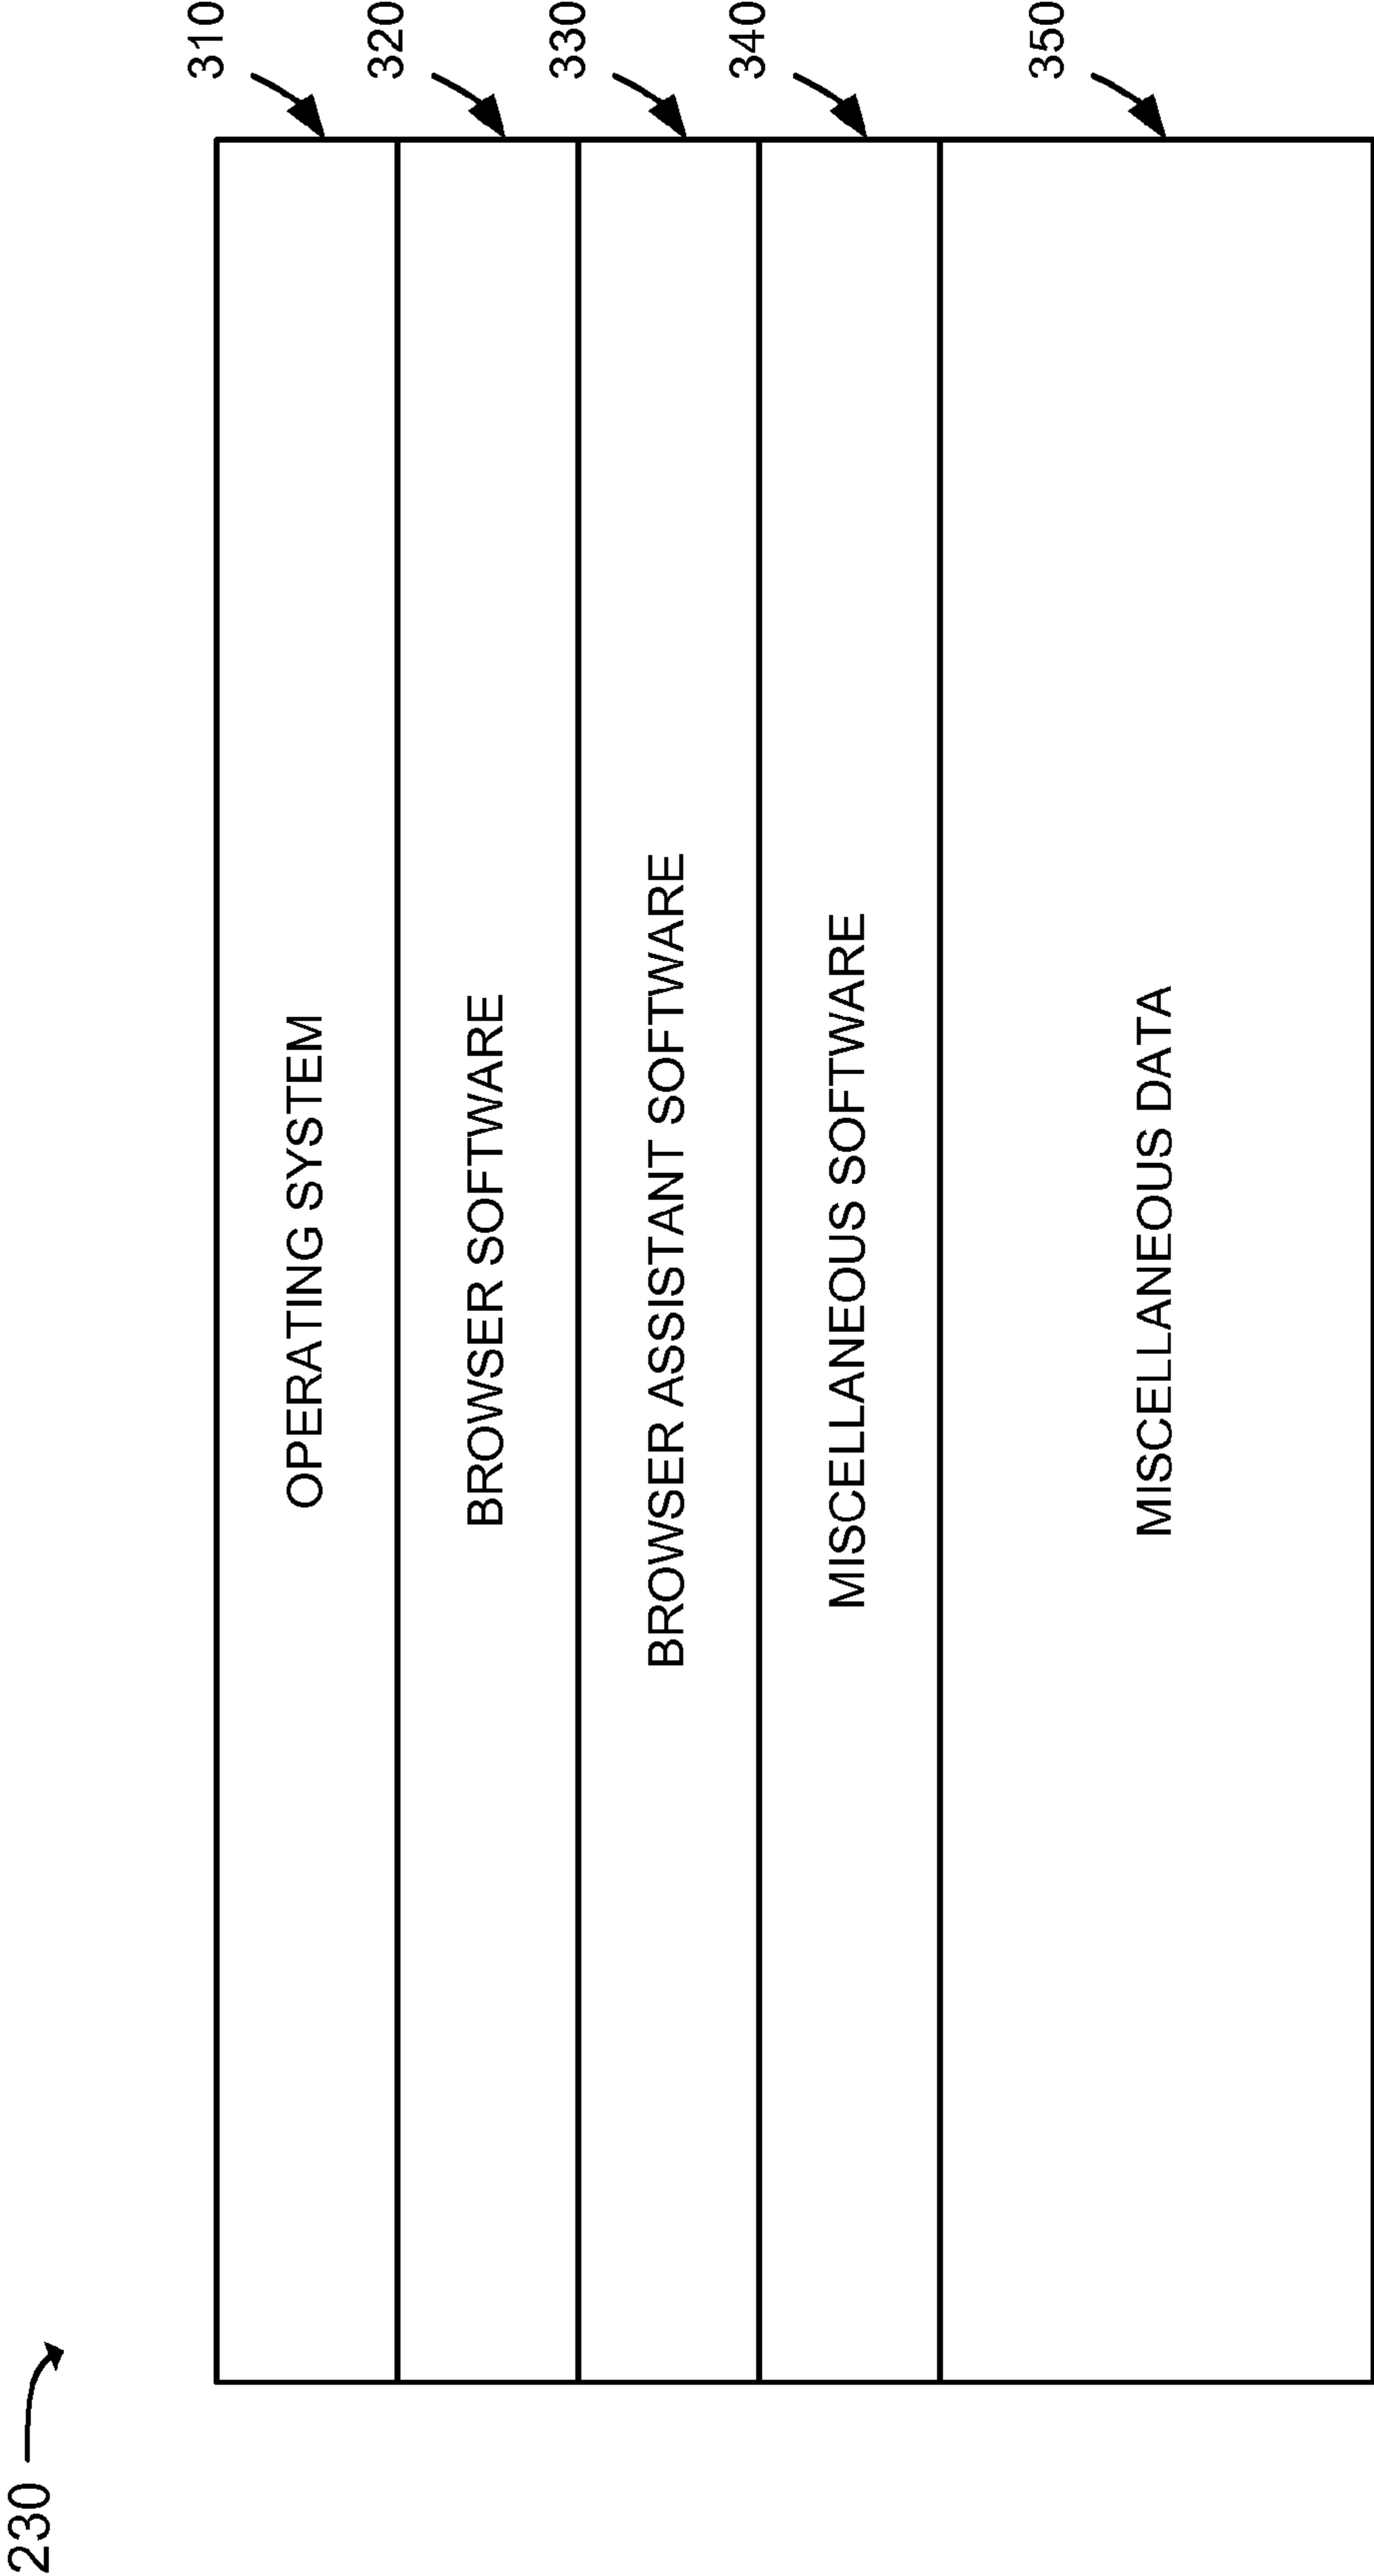 230
OPERATING SYSTEM
310
BROWSER SOFTWARE
320
BROWSER ASSISTANT SOFTWARE
330
MISCELLANEOUS SOFTWARE
340
MISCELLANEOUS DATA
350